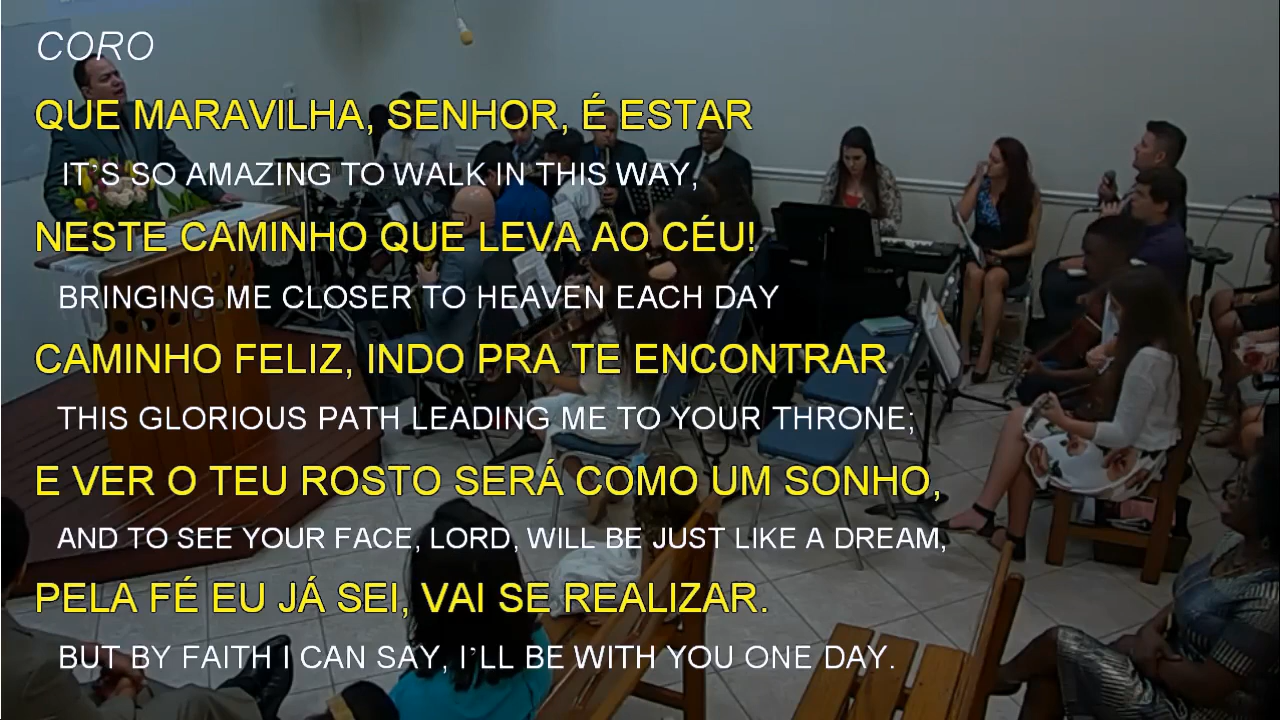 CORO
QUE MARAVILHA, SENHOR, É ESTAR
IT'S SO AMAZING TO WALK IN THIS WAY,
NESTE CAMINHO QUE LEVA AO CÉU!
BRINGING ME CLOSER TO HEAVEN EACH DAY
CAMINHO FELIZ, INDO PRA TE ENCONTRAR
THIS GLORIOUS PATH LEADING ME TO YOUR THRONE;
E VER O TEU ROSTO SERÁ COMO UM SONHO,
AND TO SEE YOUR FACE, LORD, WILL BE JUST LIKE A DREAM,
PELA FÉ EU JÁ SEI, VAI SE REALIZAR.
BUT BY FAITH I CAN SAY, I'LL BE WITH YOU ONE DAY.